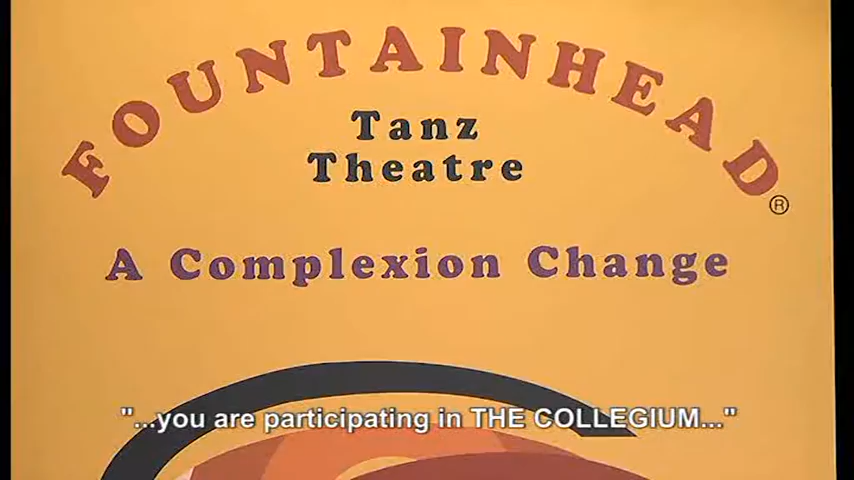 FOUNTAINHEAD®
Tanz
Theatre
A Complexion Change
"...you are participating in THE COLLEGIUM..."